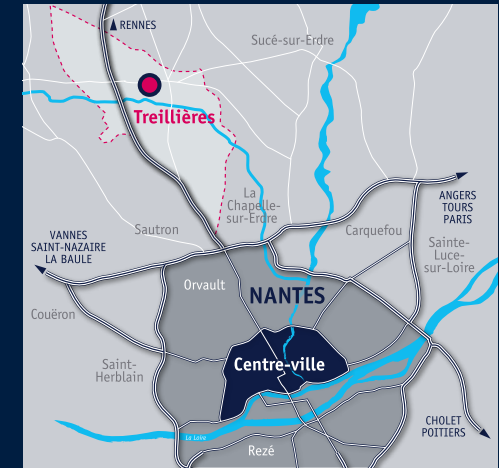 RENNES
Sucé-sur-Erdre
Treillières
La
Chapelle-
sur-Erdre
ANGERS
TOURS
PARIS
Sautron
Carquefou
VANNES
SAINT-NAZAIRE
LA BAULE
Sainte-
Luce-
sur-Loire
Orvault
NANTES
Couëron
Centre-ville
Saint-
Herblain
CHOLET
POITIERS
La Loire
Rezé